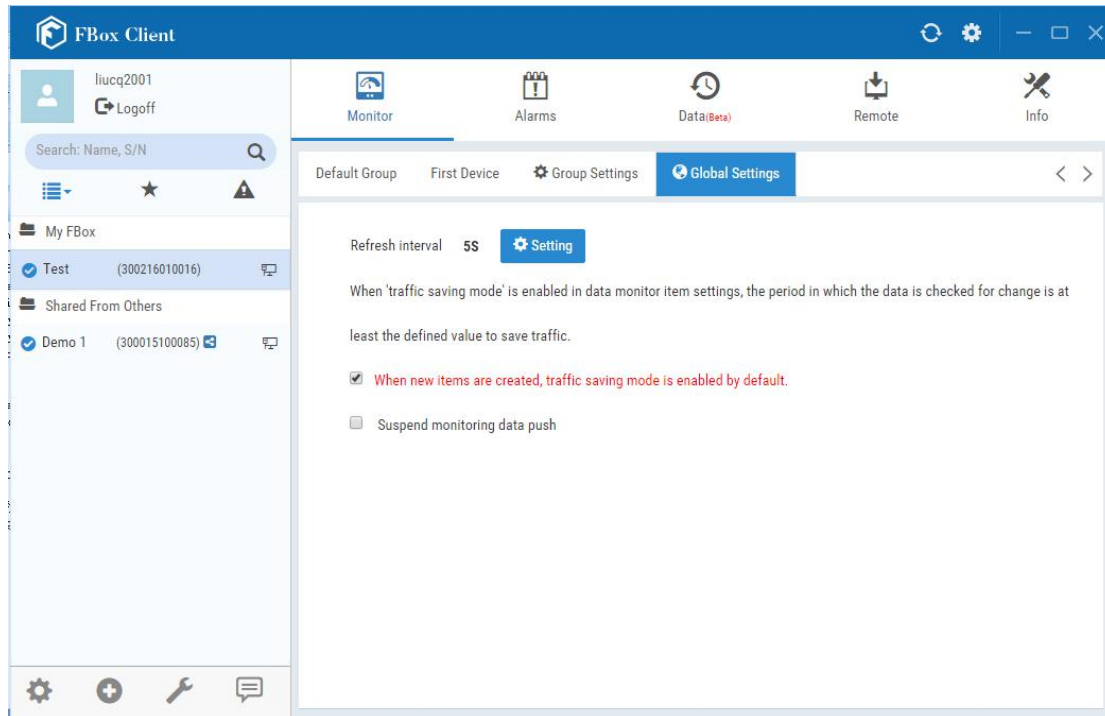 FBox Client
liucq2001
Logoff
Search: Name, S/N
My FBox
Test (300216010016)
Shared From Others
Demo 1 (300015100085)
Monitor Alarms Data(Beta) Remote Info
Default Group First Device Group Settings Global Settings
Refresh interval 5S Setting
When 'traffic saving mode' is enabled in data monitor item settings, the period in which the data is checked for change is at
least the defined value to save traffic.
When new items are created, traffic saving mode is enabled by default.
Suspend monitoring data push